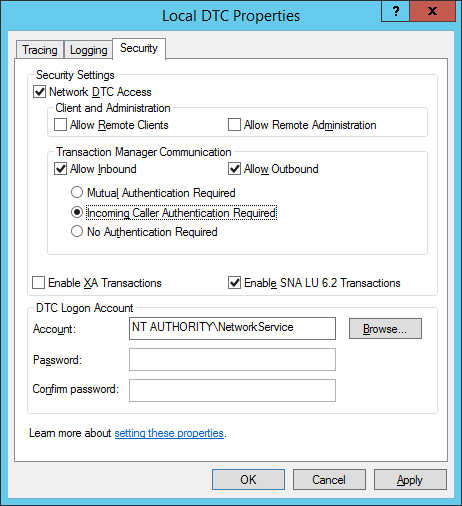 Local DTC Properties
? x
Tracing Logging Security
Security Settings
Network DTC Access
Client and Administration
Allow Remote Clients Allow Remote Administration
Transaction Manager Communication
Allow Inbound Allow Outbound
Mutual Authentication Required
Incoming Caller Authentication Required
No Authentication Required
Enable XA Transactions Enable SNA LU 6.2 Transactions
DTC Logon Account
Account: NT AUTHORITY\NetworkService Browse...
Password:
Confirm password:
Learn more about setting these properties.
OK Cancel Apply